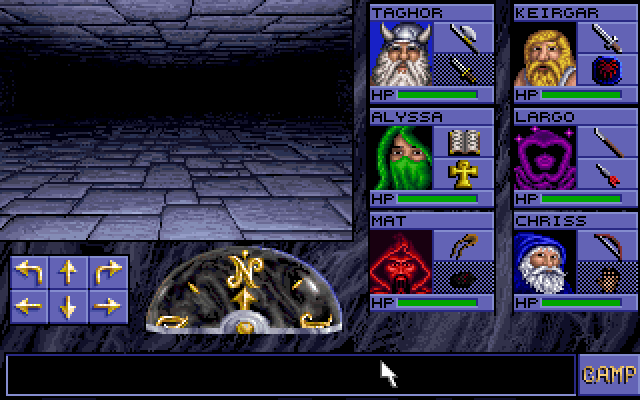 TAGHOR
KEIRGAR
HP
HP
ALYSSA
LARGO
HP
HP
MAT
CHRISS
HP
HP
N
CAMP